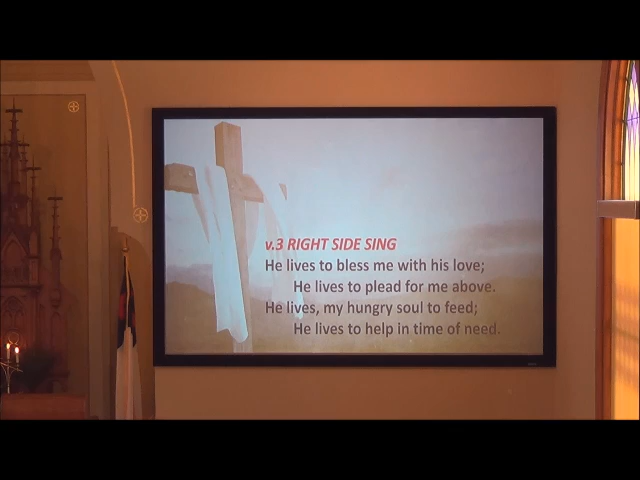 v.3 RIGHT SIDE SING
He lives to bless me with his love;
He lives to plead for me above.
He lives, my hungry soul to feed;
He lives to help in time of need.